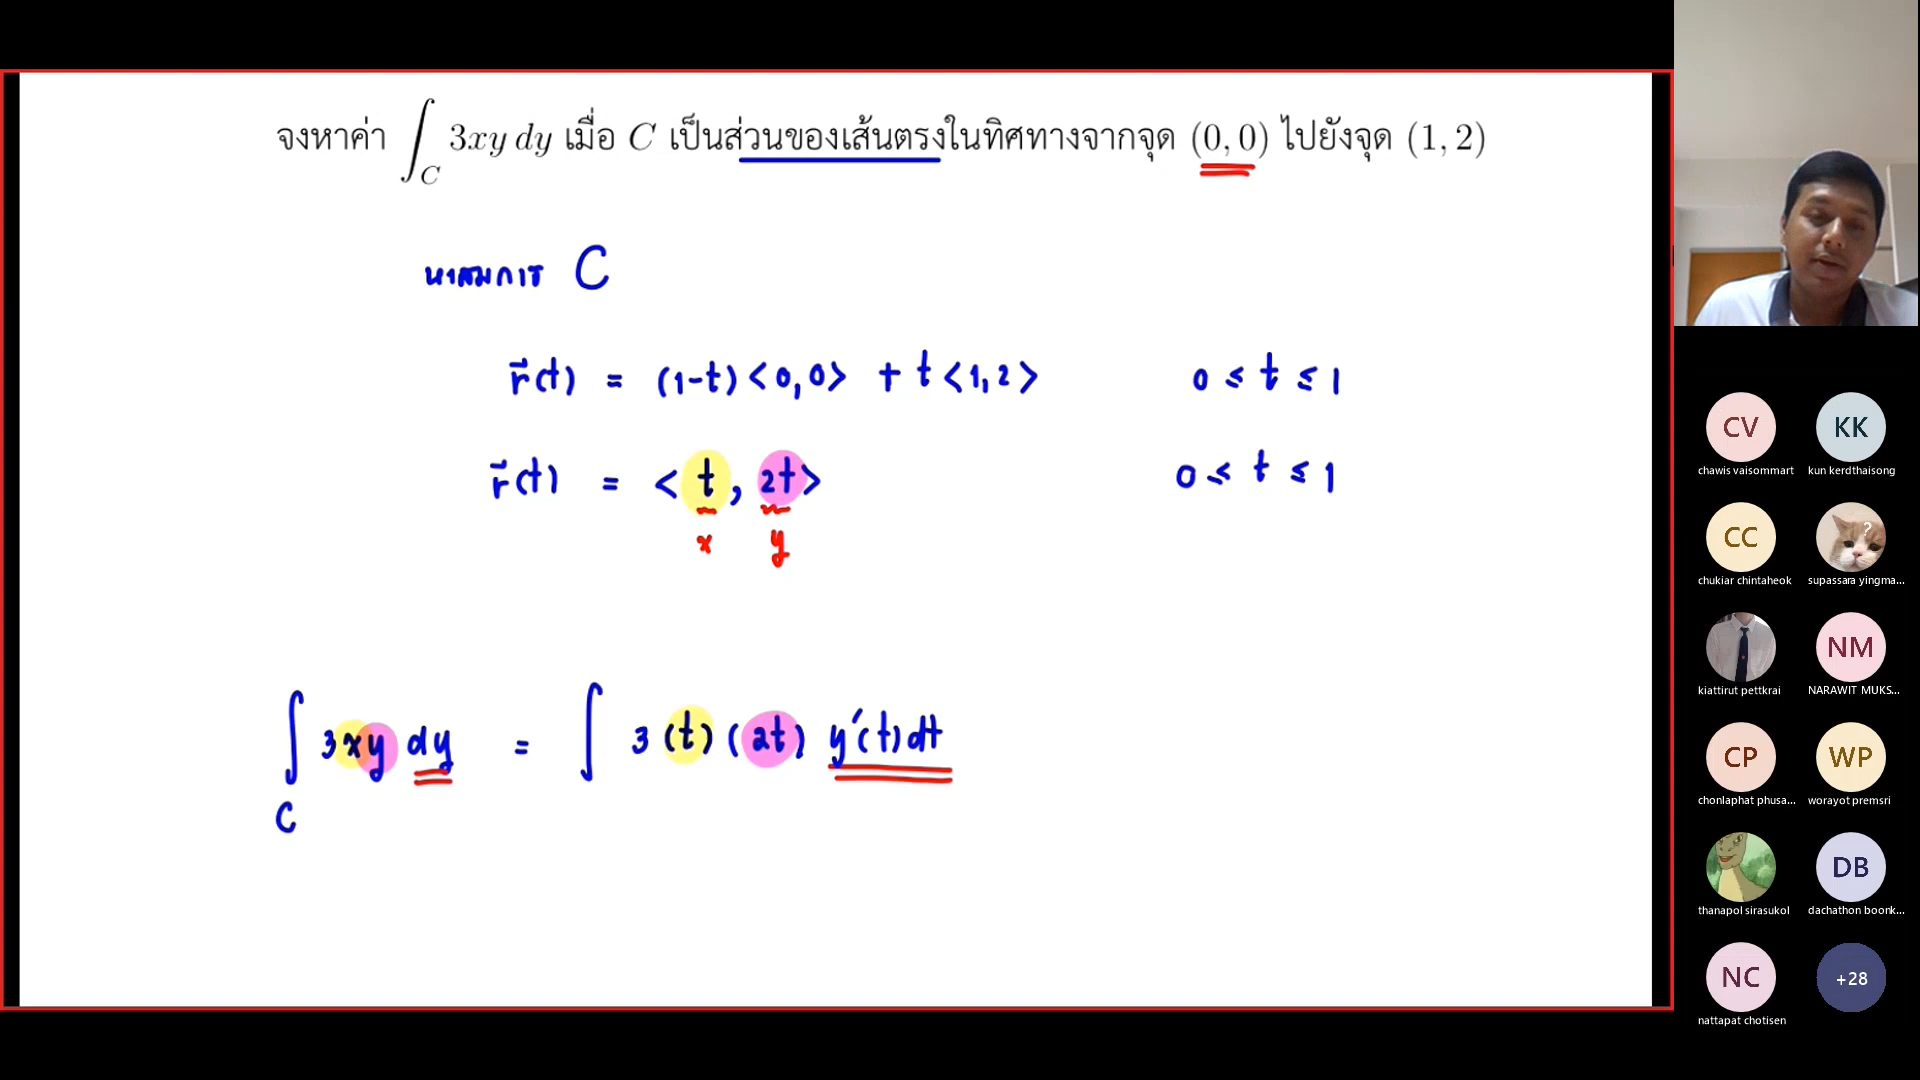 จงหาค่า ∫_C 3xy dy เมื่อ C เป็นส่วนของเส้นตรงในทิศทางจากจุด (0, 0) ไปยังจุด (1, 2)
หาสมการ C
r⃗(t) = (1-t)<0,0> + t<1,2> 0 ≤ t ≤ 1
r⃗(t) = <t, 2t> 0 ≤ t ≤ 1
x y
∫_C 3xy dy = ∫ 3(t)(2t) y′(t)dt
CV
chawis vaisommart
KK
kun kerdthaisong
CC
chukiar chintaheok
?
supassara yingma...
kiattirut pettkrai
NM
NARAWIT MUKS...
CP
chonlaphat phusa...
WP
worayot premsri
thanapol sirasukol
DB
dachathon boonk...
NC
nattapat chotisen
+28